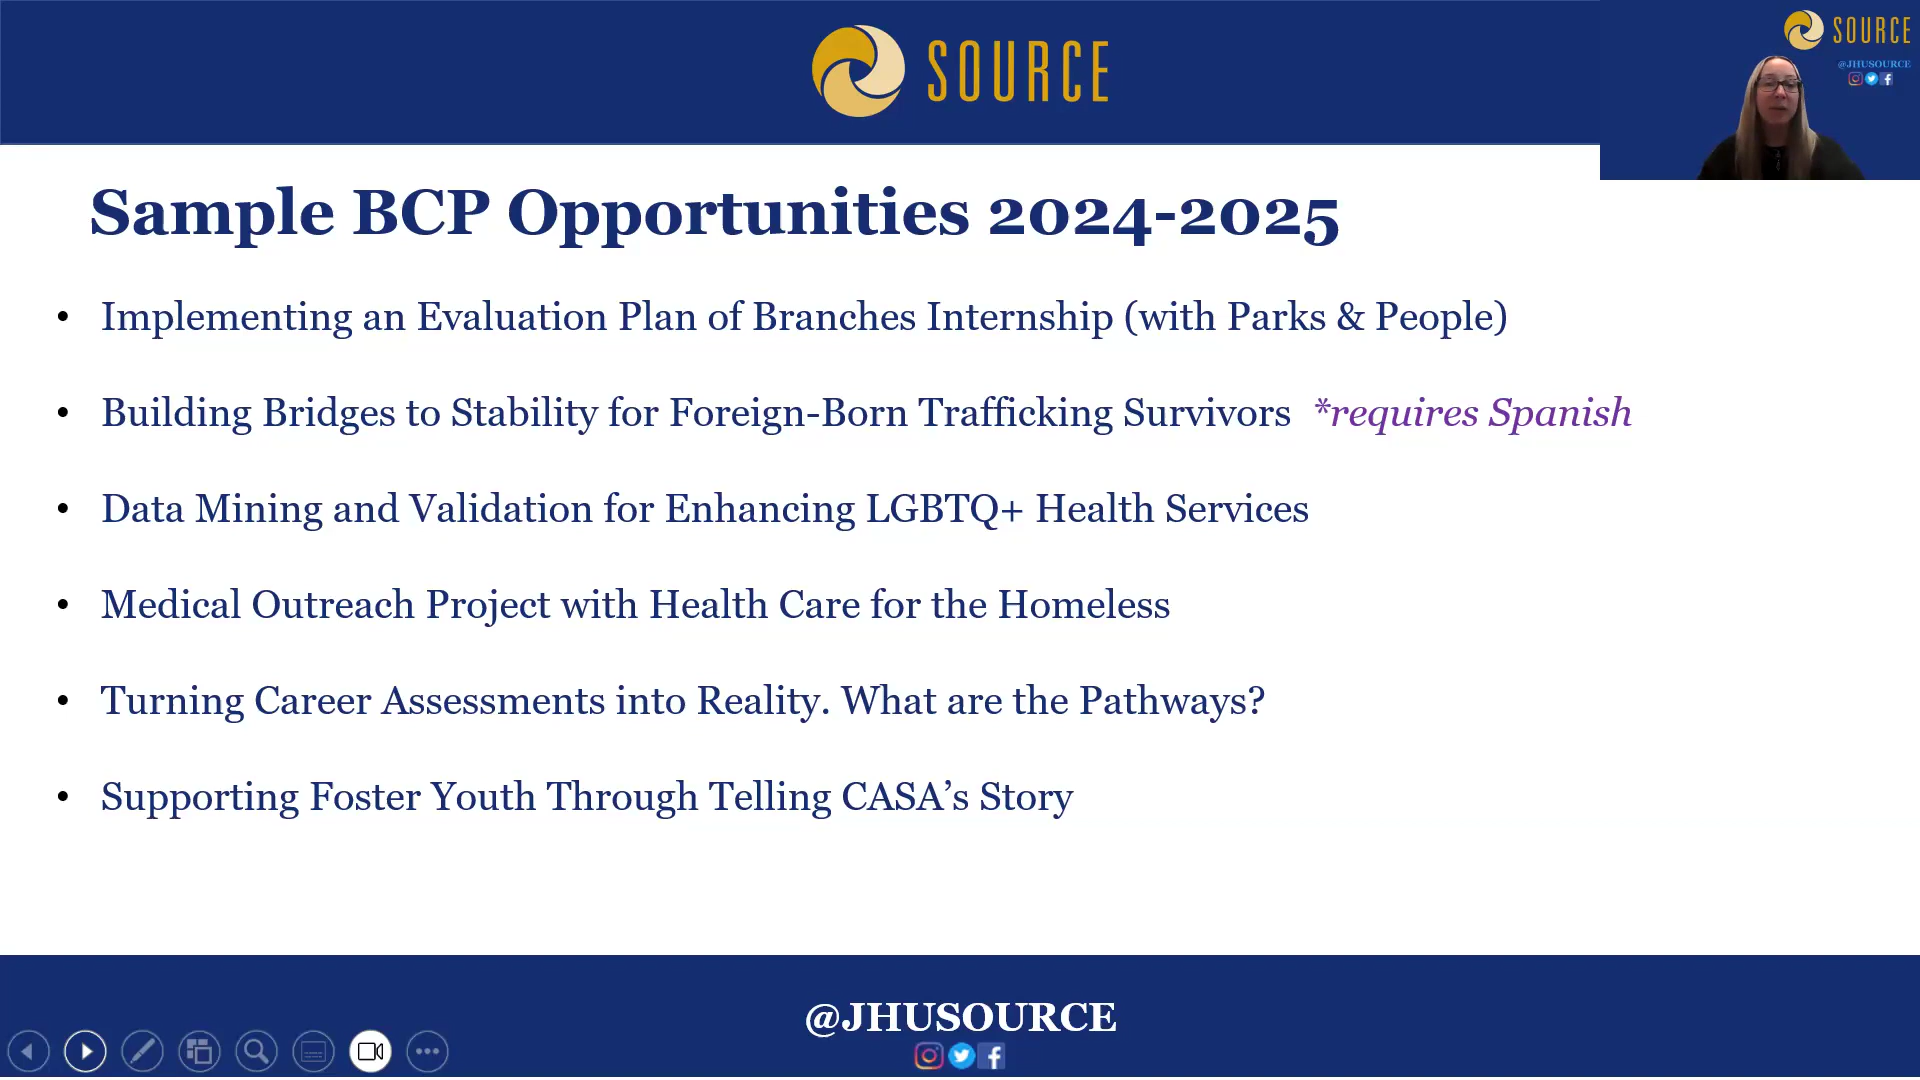 SOURCE
SOURCE
@JHUSOURCE
Sample BCP Opportunities 2024-2025
• Implementing an Evaluation Plan of Branches Internship (with Parks & People)
• Building Bridges to Stability for Foreign-Born Trafficking Survivors *requires Spanish
• Data Mining and Validation for Enhancing LGBTQ+ Health Services
• Medical Outreach Project with Health Care for the Homeless
• Turning Career Assessments into Reality. What are the Pathways?
• Supporting Foster Youth Through Telling CASA’s Story
@JHUSOURCE